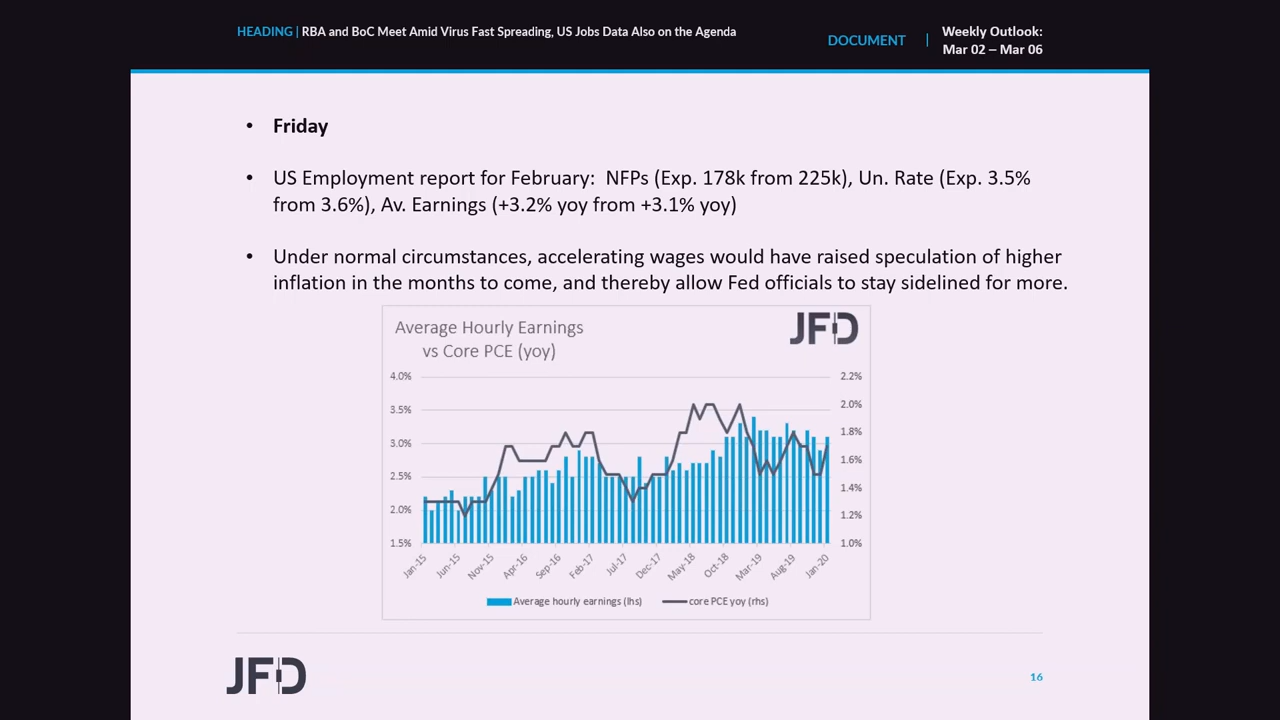 HEADING | RBA and BoC Meet Amid Virus Fast Spreading, US Jobs Data Also on the Agenda
DOCUMENT | Weekly Outlook:
Mar 02 – Mar 06
• Friday
• US Employment report for February:  NFPs (Exp. 178k from 225k), Un. Rate (Exp. 3.5%
from 3.6%), Av. Earnings (+3.2% yoy from +3.1% yoy)
• Under normal circumstances, accelerating wages would have raised speculation of higher
inflation in the months to come, and thereby allow Fed officials to stay sidelined for more.
Average Hourly Earnings
vs Core PCE (yoy)
JFD
4.0%
3.5%
3.0%
2.5%
2.0%
1.5%
2.2%
2.0%
1.8%
1.6%
1.4%
1.2%
1.0%
Jan-15
Jun-15
Nov-15
Apr-16
Sep-16
Feb-17
Jul-17
Dec-17
May-18
Oct-18
Mar-19
Aug-19
Jan-20
Average hourly earnings (lhs)
core PCE yoy (rhs)
JFD
16